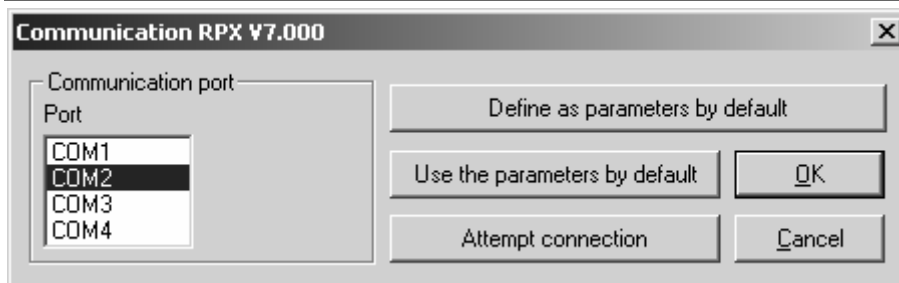 Communication RPX V7.000
Communication port
Port
COM1
COM2
COM3
COM4
Define as parameters by default
Use the parameters by default
OK
Attempt connection
Cancel